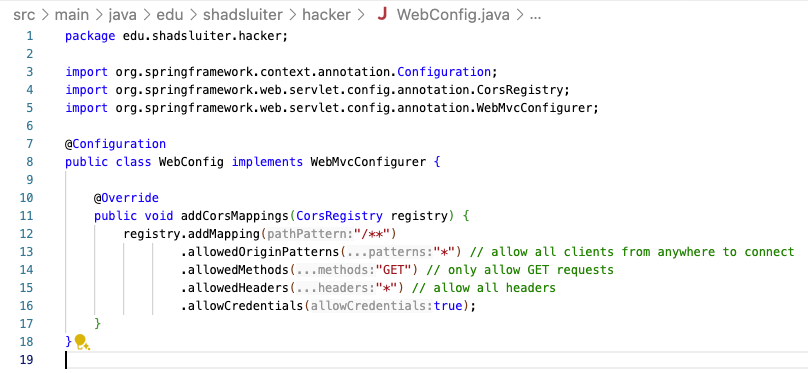 src > main > java > edu > shadsluiter > hacker > J WebConfig.java > ...
1 package edu.shadsluiter.hacker;
2
3 import org.springframework.context.annotation.Configuration;
4 import org.springframework.web.servlet.config.annotation.CorsRegistry;
5 import org.springframework.web.servlet.config.annotation.WebMvcConfigurer;
6
7 @Configuration
8 public class WebConfig implements WebMvcConfigurer {
9
10     @Override
11     public void addCorsMappings(CorsRegistry registry) {
12         registry.addMapping(pathPattern:"/**")
13                 .allowedOriginPatterns(...patterns:"*") // allow all clients from anywhere to connect
14                 .allowedMethods(...methods:"GET") // only allow GET requests
15                 .allowedHeaders(...headers:"*") // allow all headers
16                 .allowCredentials(allowCredentials:true);
17     }
18 }
19